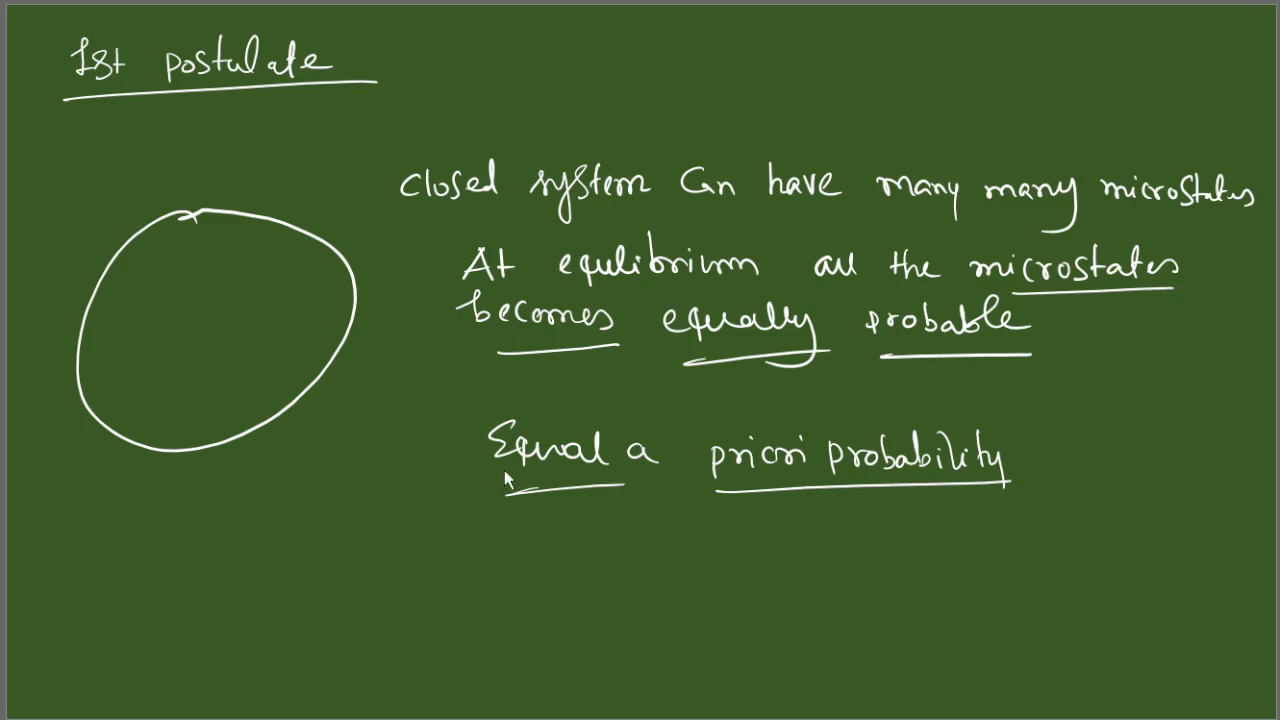 1st postulate
Closed system can have many many microstates
At equlibrium all the microstates
becomes equally probable
Equal a priori probability